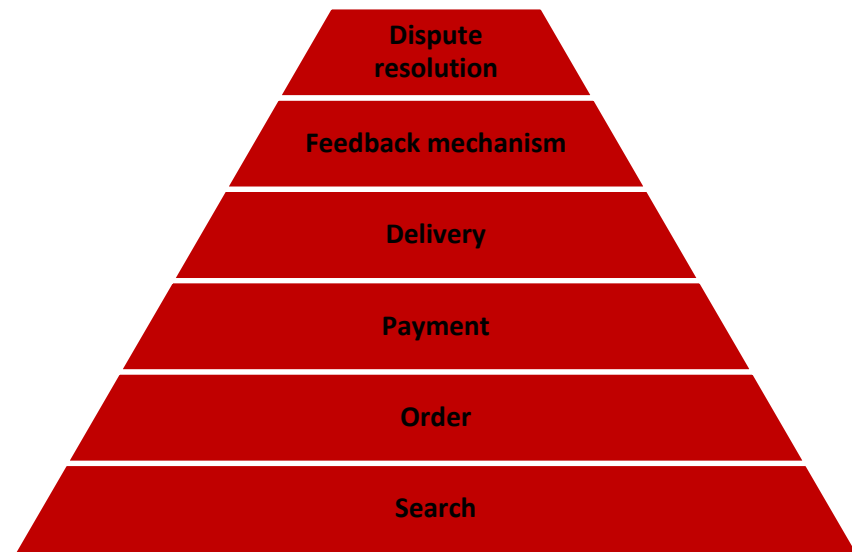 Dispute
resolution
Feedback mechanism
Delivery
Payment
Order
Search